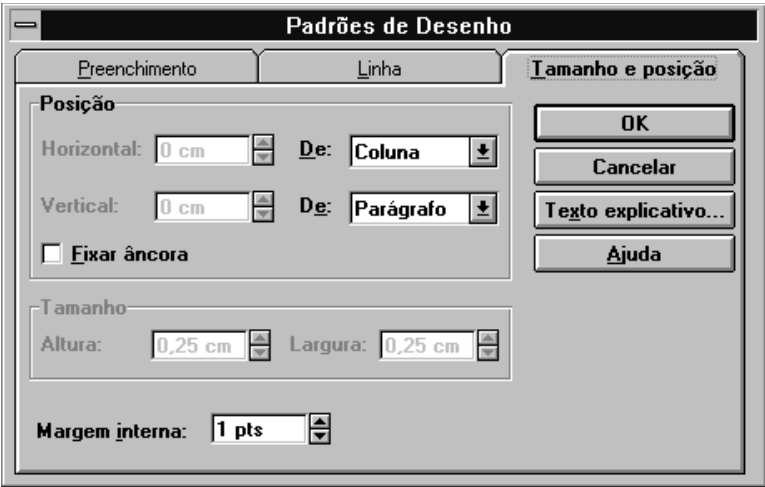 Padrões de Desenho
Preenchimento Linha Tamanho e posição
Posição
Horizontal: 0 cm De: Coluna
Vertical: 0 cm De: Parágrafo
Fixar âncora
Tamanho
Altura: 0,25 cm Largura: 0,25 cm
Margem interna: 1 pts
OK
Cancelar
Texto explicativo...
Ajuda